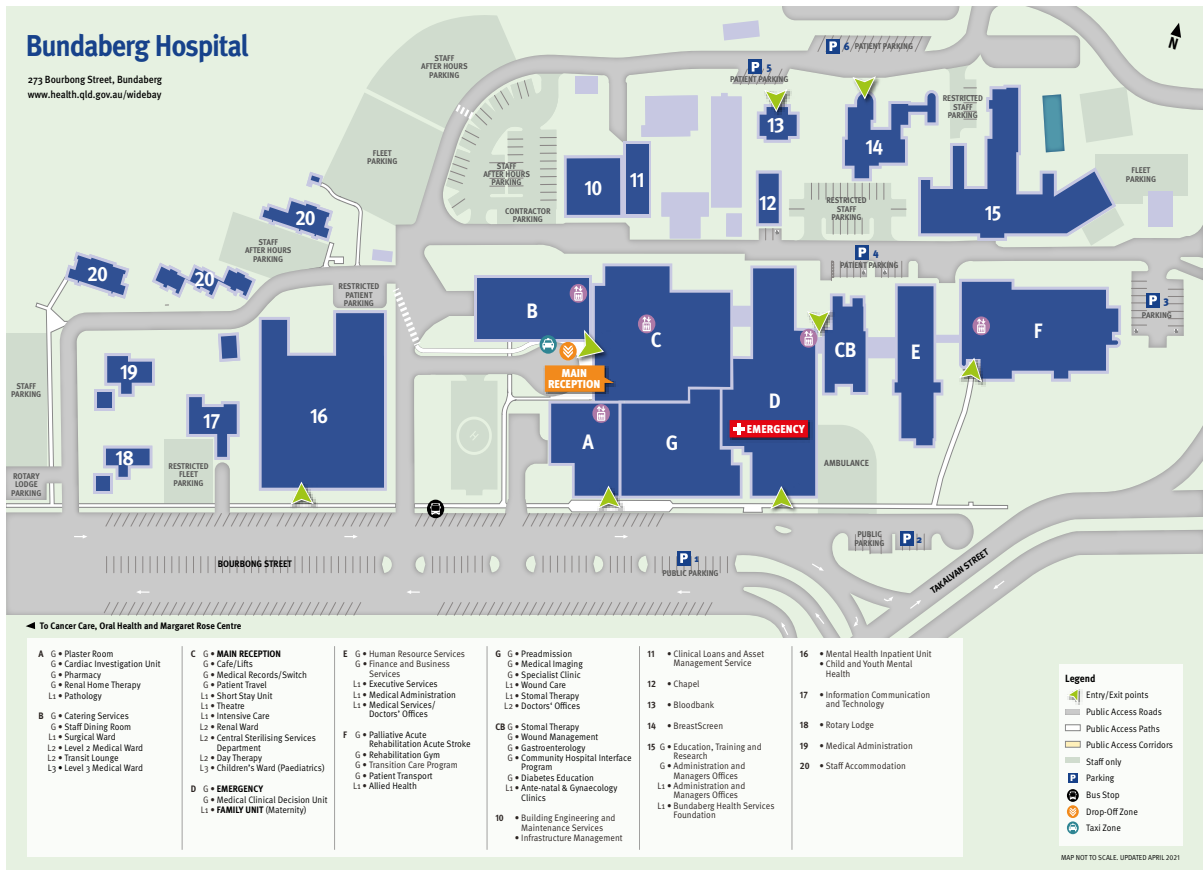 Bundaberg Hospital
273 Bourbong Street, Bundaberg
www.health.qld.gov.au/widebay
N
STAFF
AFTER HOURS
PARKING
P 6 / PATIENT PARKING
P 5
PATIENT PARKING
13
14
RESTRICTED
STAFF
PARKING
FLEET
PARKING
STAFF
AFTER HOURS
PARKING
10
11
12
RESTRICTED
STAFF
PARKING
15
FLEET
PARKING
CONTRACTOR
PARKING
20
STAFF
AFTER HOURS
PARKING
20
20
P 4
PATIENT PARKING
RESTRICTED
PATIENT
PARKING
B
C
CB
E
F
P 3
PARKING
MAIN
RECEPTION
19
STAFF
PARKING
16
17
D
EMERGENCY
H
A
G
18
RESTRICTED
FLEET
PARKING
AMBULANCE
ROTARY
LODGE
PARKING
PUBLIC
PARKING
P 2
BOURBONG STREET
P 1
PUBLIC PARKING
TAKALVAN STREET
To Cancer Care, Oral Health and Margaret Rose Centre
A G • Plaster Room
G • Cardiac Investigation Unit
G • Pharmacy
G • Renal Home Therapy
L1 • Pathology
B G • Catering Services
G • Staff Dining Room
L1 • Surgical Ward
L2 • Level 2 Medical Ward
L2 • Transit Lounge
L3 • Level 3 Medical Ward
C G • MAIN RECEPTION
G • Cafe/Lifts
G • Medical Records/Switch
G • Patient Travel
L1 • Short Stay Unit
L1 • Theatre
L1 • Intensive Care
L2 • Renal Ward
L2 • Central Sterilising Services
Department
L2 • Day Therapy
L3 • Children's Ward (Paediatrics)
D G • EMERGENCY
G • Medical Clinical Decision Unit
L1 • FAMILY UNIT (Maternity)
E G • Human Resource Services
G • Finance and Business
Services
L1 • Executive Services
L1 • Medical Administration
L1 • Medical Services/
Doctors' Offices
F G • Palliative Acute
Rehabilitation Acute Stroke
G • Rehabilitation Gym
G • Transition Care Program
G • Patient Transport
L1 • Allied Health
G G • Preadmission
G • Medical Imaging
G • Specialist Clinic
L1 • Wound Care
L1 • Stomal Therapy
L2 • Doctors' Offices
CB G • Stomal Therapy
G • Wound Management
G • Gastroenterology
G • Community Hospital Interface
Program
G • Diabetes Education
L1 • Ante-natal & Gynaecology
Clinics
10 • Building Engineering and
Maintenance Services
• Infrastructure Management
11 • Clinical Loans and Asset
Management Service
12 • Chapel
13 • Bloodbank
14 • BreastScreen
15 G • Education, Training and
Research
G • Administration and
Managers Offices
L1 • Administration and
Managers Offices
L1 • Bundaberg Health Services
Foundation
16 • Mental Health Inpatient Unit
• Child and Youth Mental
Health
17 • Information Communication
and Technology
18 • Rotary Lodge
19 • Medical Administration
20 • Staff Accommodation
Legend
Entry/Exit points
Public Access Roads
Public Access Paths
Public Access Corridors
Staff only
P Parking
Bus Stop
Drop-Off Zone
Taxi Zone
MAP NOT TO SCALE. UPDATED APRIL 2021